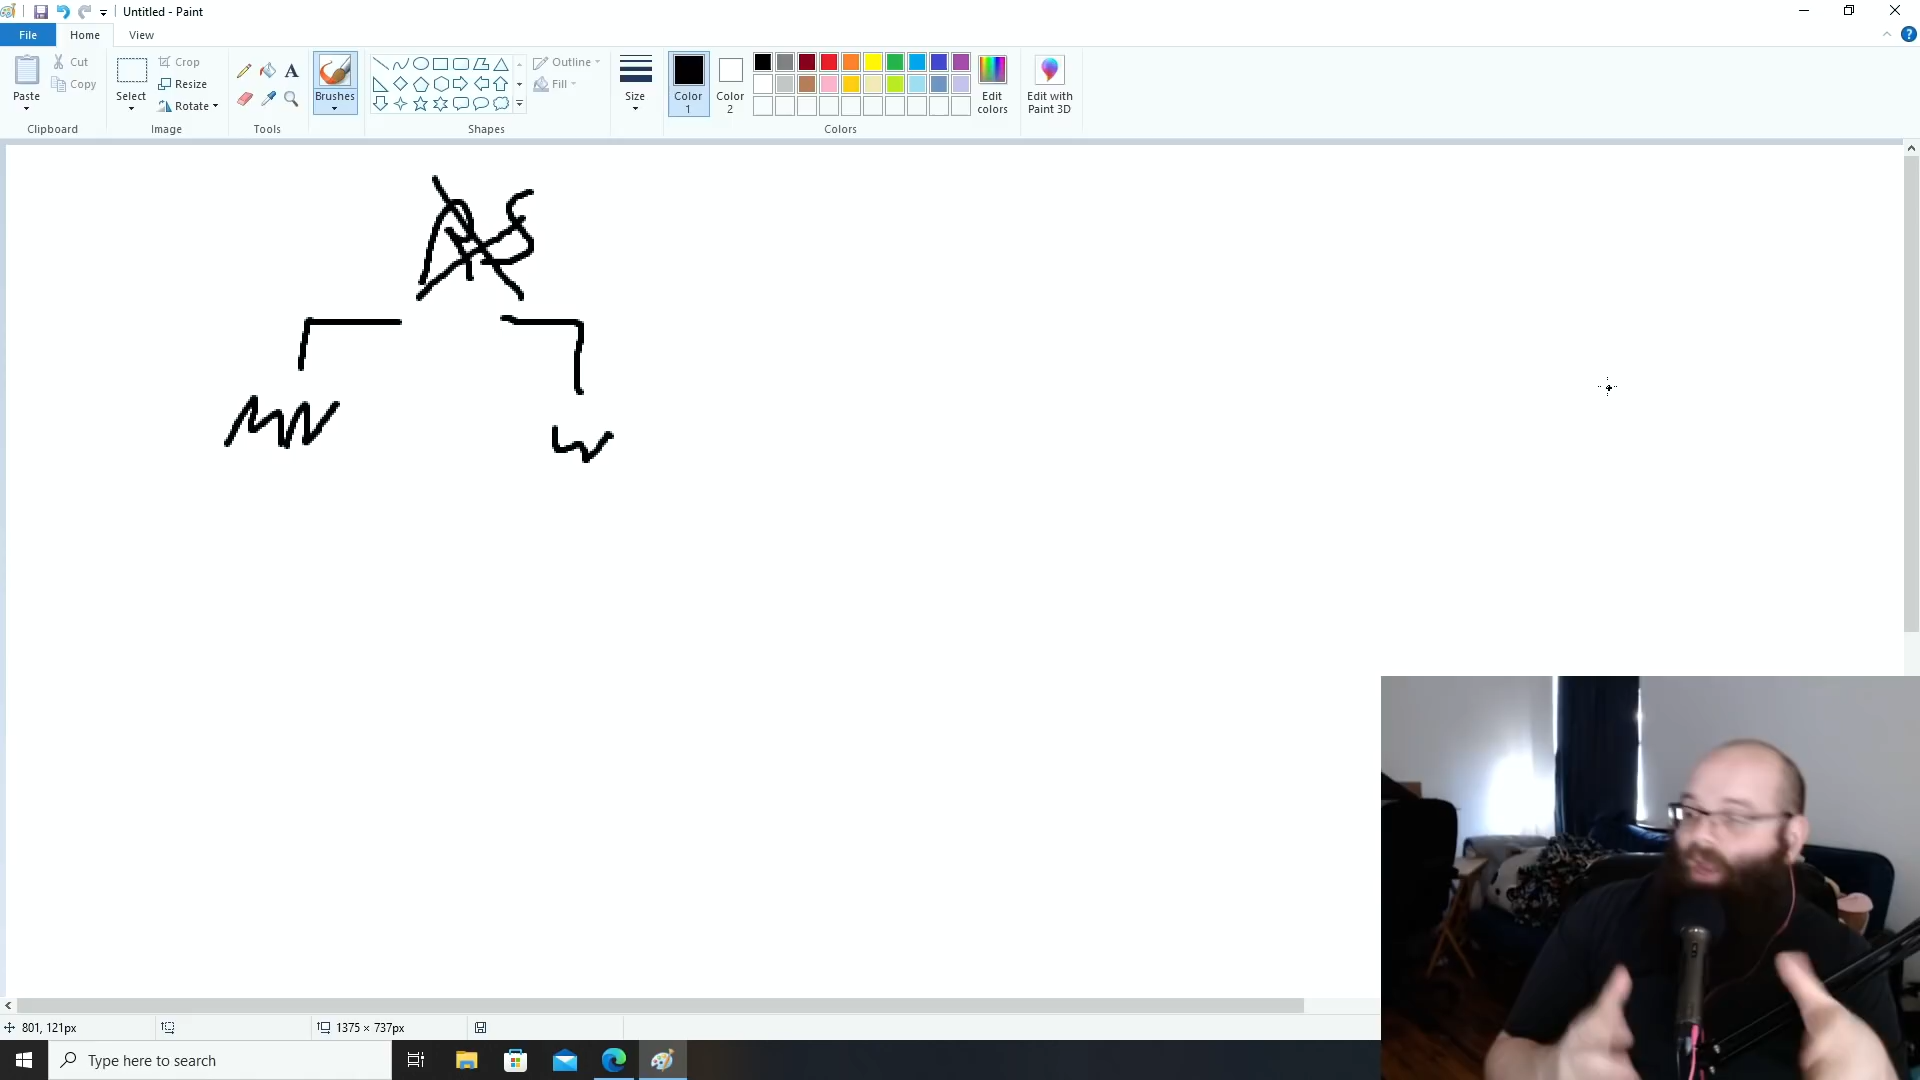 Untitled - Paint
File Home View
Paste
Cut
Copy
Clipboard
Select
Crop
Resize
Rotate
Image
Tools
Brushes
Shapes
Outline
Fill
Size
Color 1
Color 2
Edit colors
Colors
Edit with Paint 3D
801, 121px
1375 × 737px
Type here to search